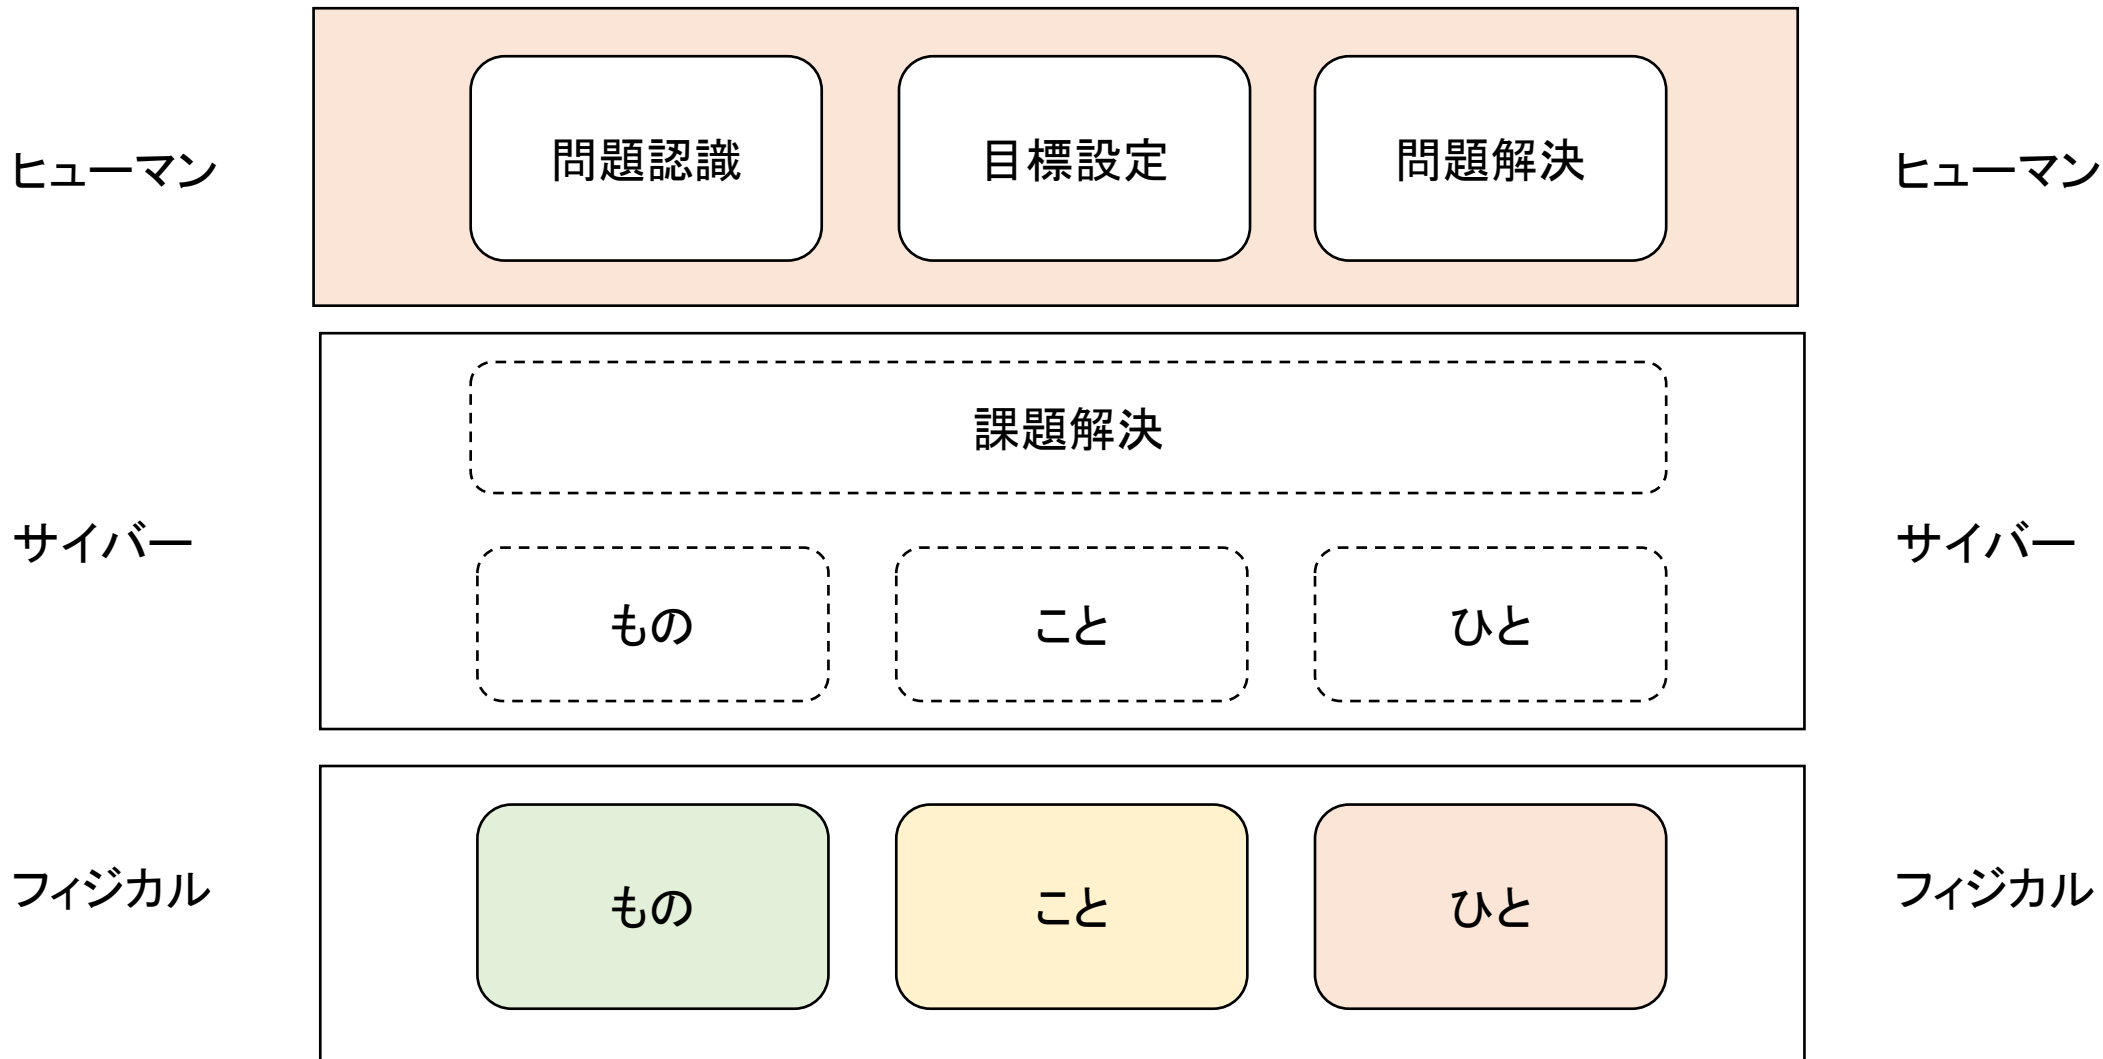 ヒューマン
問題認識
目標設定
問題解決
ヒューマン
サイバー
課題解決
もの
こと
ひと
サイバー
フィジカル
もの
こと
ひと
フィジカル